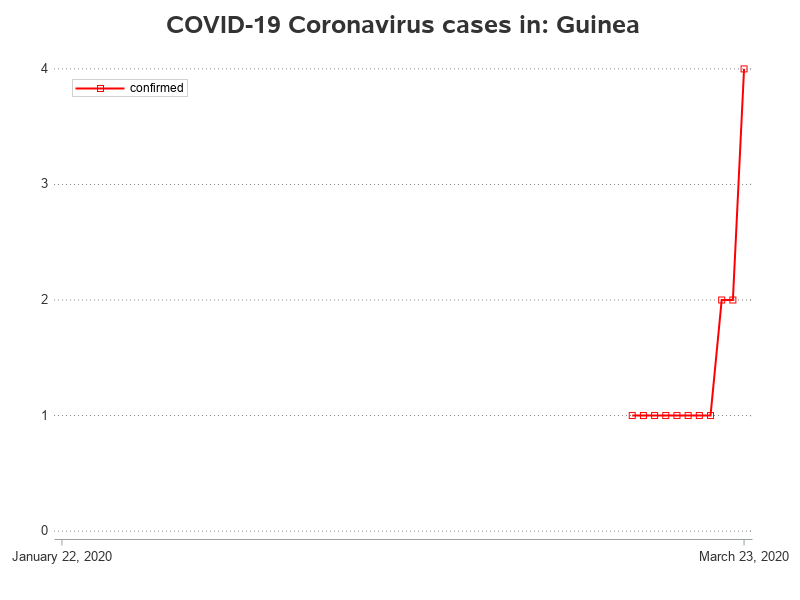 COVID-19 Coronavirus cases in: Guinea
4
confirmed
3
2
1
0
January 22, 2020
March 23, 2020